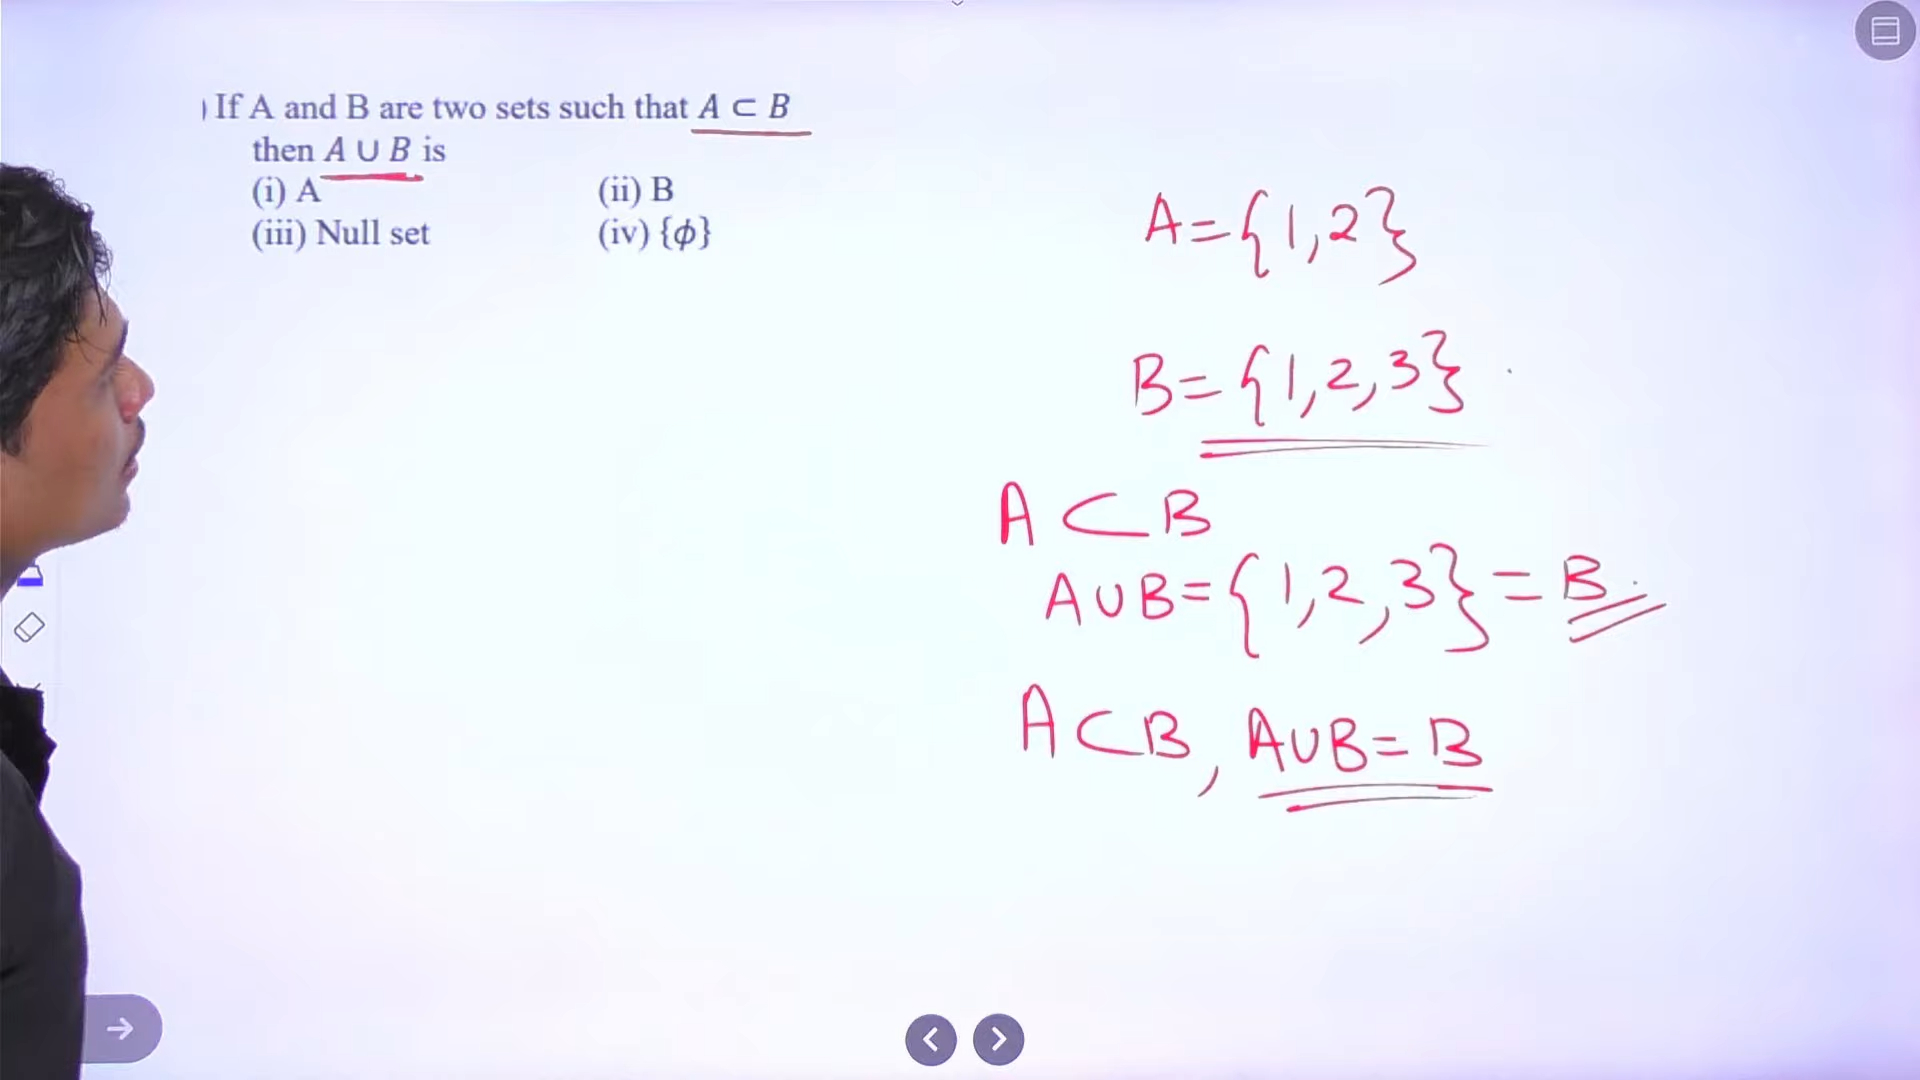 ) If A and B are two sets such that A ⊂ B
then A ∪ B is
(i) A (ii) B
(iii) Null set (iv) {ϕ}
A = {1,2}
B = {1,2,3}
A ⊂ B
A∪B = {1,2,3} = B.
A ⊂ B, A∪B = B